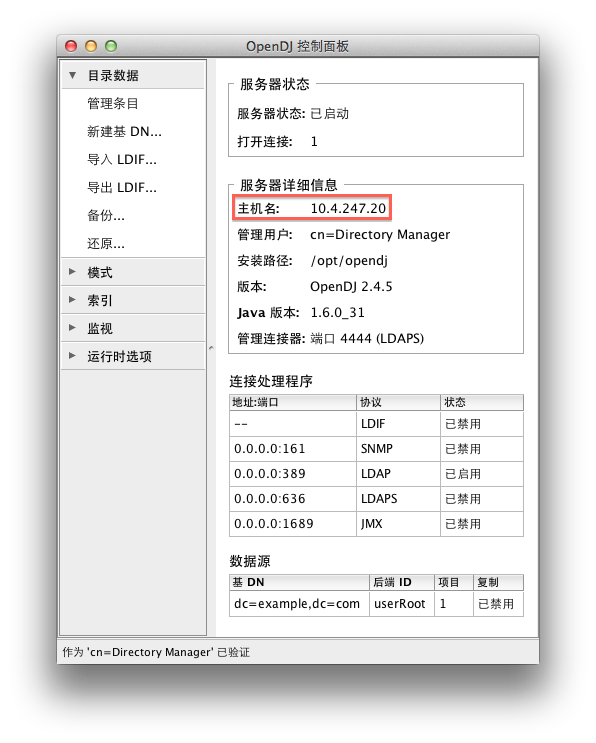 OpenDJ 控制面板
目录数据
管理条目
新建基 DN...
导入 LDIF...
导出 LDIF...
备份...
还原...
模式
索引
监视
运行时选项
服务器状态
服务器状态: 已启动
打开连接: 1
服务器详细信息
主机名: 10.4.247.20
管理用户: cn=Directory Manager
安装路径: /opt/opendj
版本: OpenDJ 2.4.5
Java 版本: 1.6.0_31
管理连接器: 端口 4444 (LDAPS)
连接处理程序
地址:端口 协议 状态
-- LDIF 已禁用
0.0.0.0:161 SNMP 已禁用
0.0.0.0:389 LDAP 已启用
0.0.0.0:636 LDAPS 已禁用
0.0.0.0:1689 JMX 已禁用
数据源
基 DN 后端 ID 项目 复制
dc=example,dc=com userRoot 1 已禁用
作为 'cn=Directory Manager' 已验证